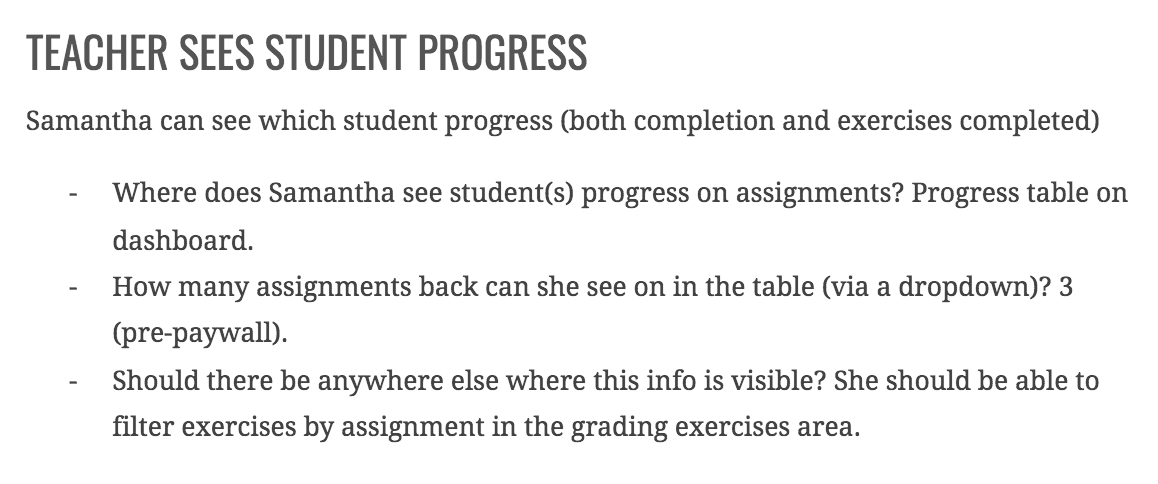 TEACHER SEES STUDENT PROGRESS
Samantha can see which student progress (both completion and exercises completed)
- Where does Samantha see student(s) progress on assignments? Progress table on
dashboard.
- How many assignments back can she see on in the table (via a dropdown)? 3
(pre-paywall).
- Should there be anywhere else where this info is visible? She should be able to
filter exercises by assignment in the grading exercises area.